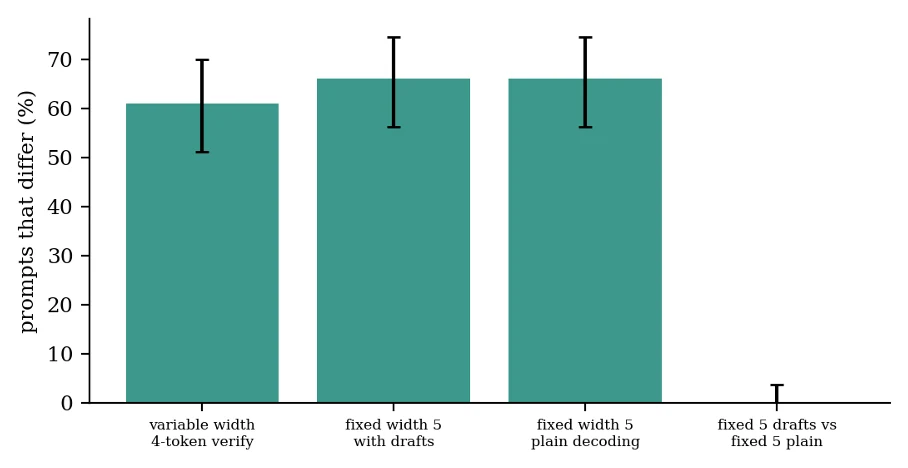 prompts that differ (%)
70
60
50
40
30
20
10
0
variable width
4-token verify
fixed width 5
with drafts
fixed width 5
plain decoding
fixed 5 drafts vs
fixed 5 plain